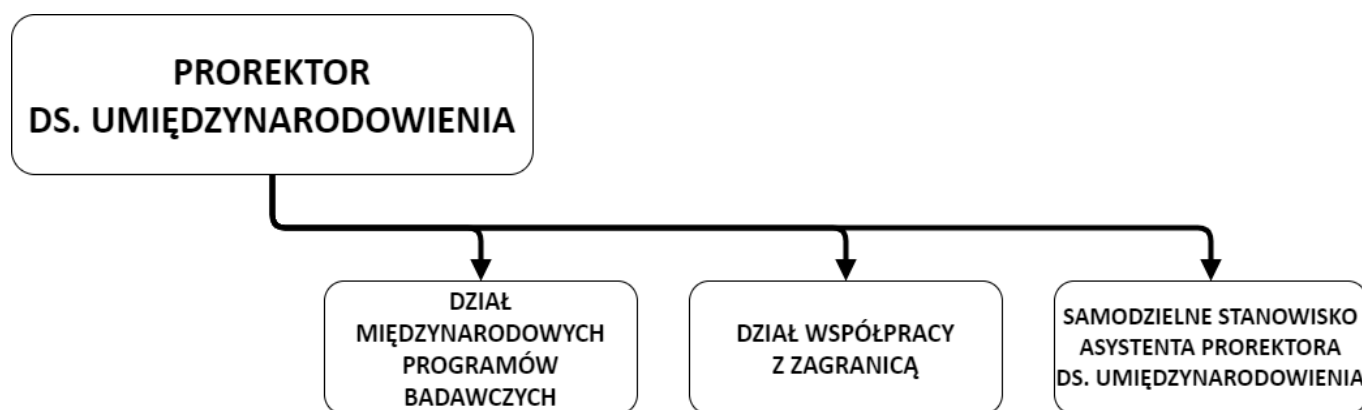 PROREKTOR
DS. UMIĘDZYNARODOWIENIA
DZIAŁ
MIĘDZYNARODOWYCH
PROGRAMÓW
BADAWCZYCH
DZIAŁ WSPÓŁPRACY
Z ZAGRANICĄ
SAMODZIELNE STANOWISKO
ASYSTENTA PROREKTORA
DS. UMIĘDZYNARODOWIENIA